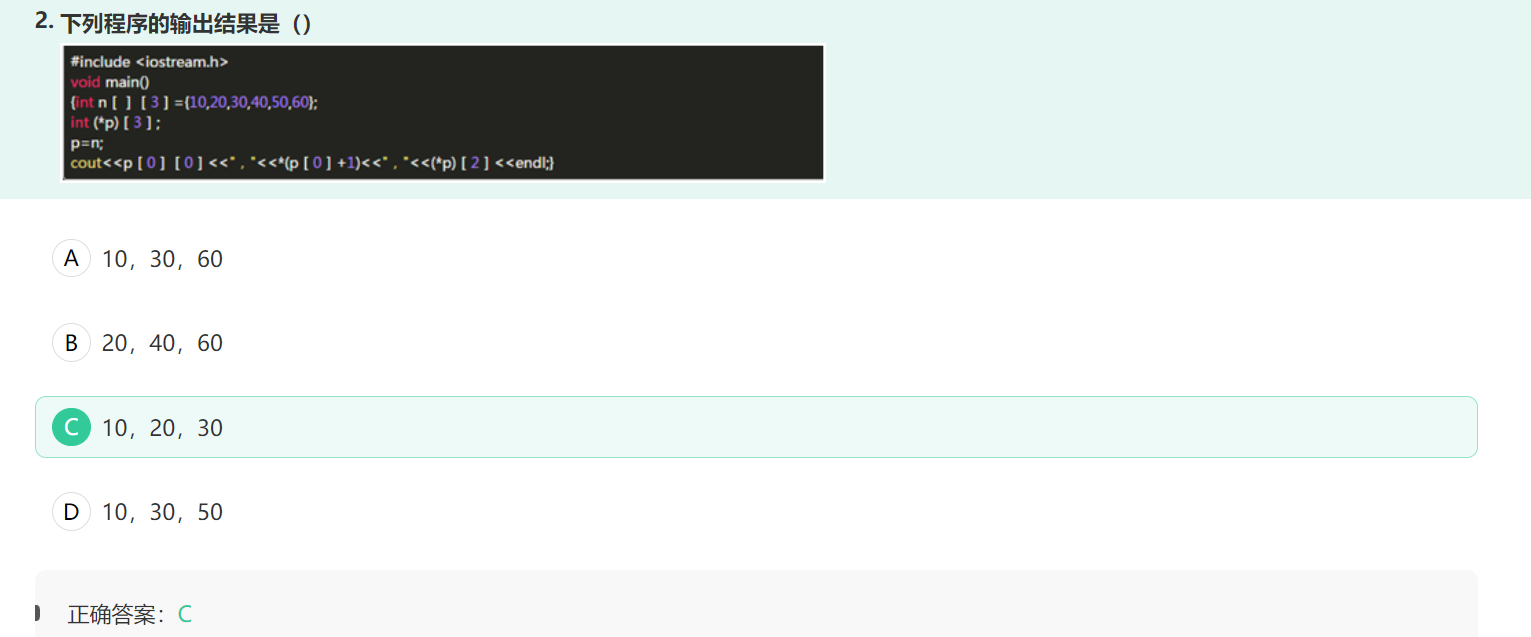 2. 下列程序的输出结果是（）
#include <iostream.h>
void main()
{int n [ ] [ 3 ] ={10,20,30,40,50,60};
int (*p) [ 3 ] ;
p=n;
cout<<p [ 0 ] [ 0 ] <<" , "<<*(p [ 0 ] +1)<<" , "<<(*p) [ 2 ] <<endl;}
A 10，30，60
B 20，40，60
C 10，20，30
D 10，30，50
正确答案：C